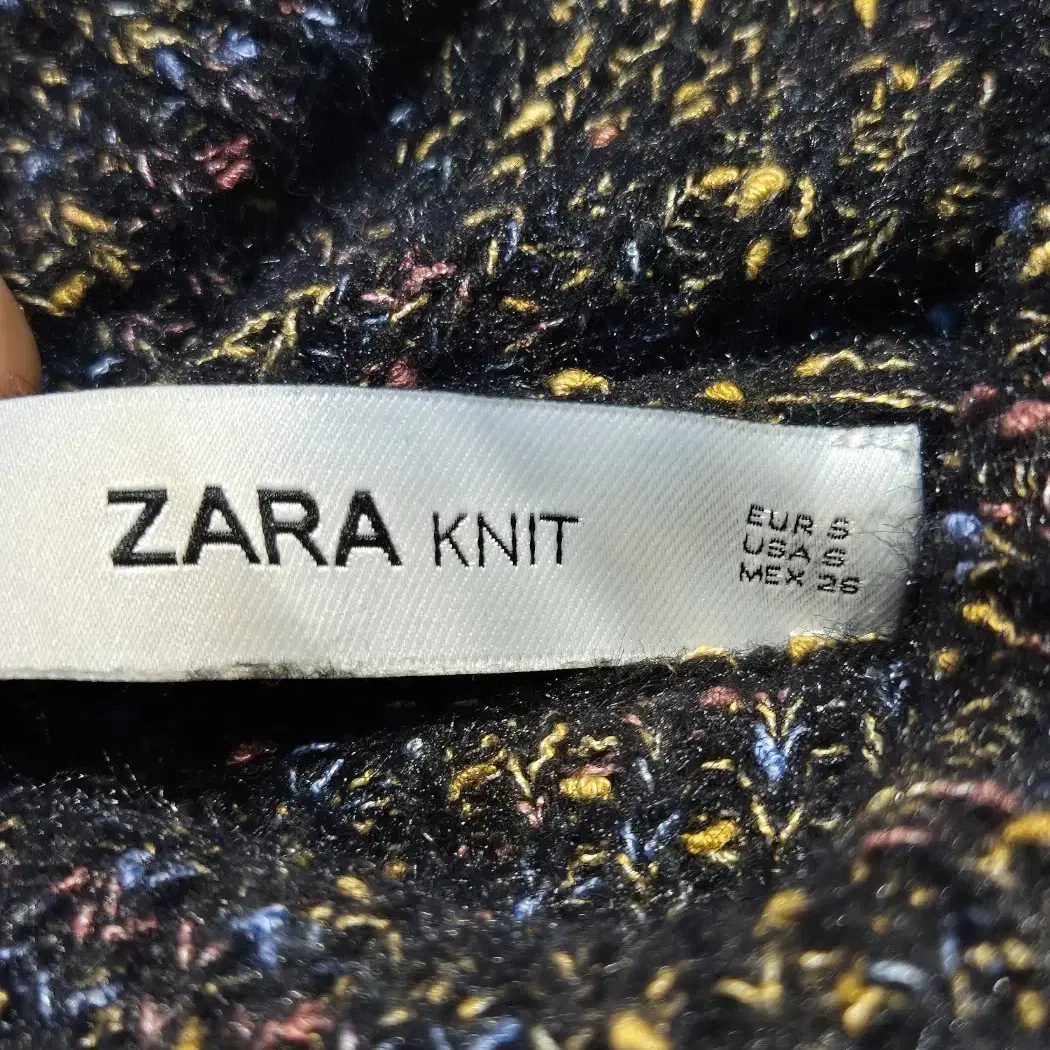 ZARA KNIT
EUR S
USA S
MEX 26